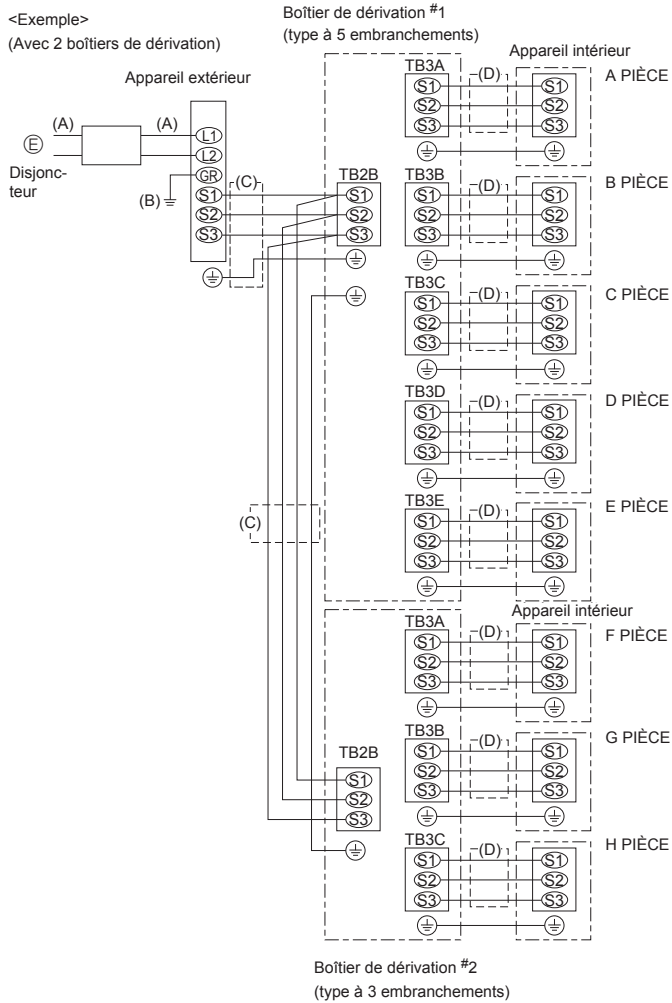 <Exemple>
(Avec 2 boîtiers de dérivation)
Boîtier de dérivation #1
(type à 5 embranchements)
Appareil extérieur
Appareil intérieur
(A)
(A)
E
Disjonc-
teur
L1
L2
GR
S1
S2
S3
(B)
(C)
TB2B
S1
S2
S3
TB3A
S1
S2
S3
(D)
S1
S2
S3
A PIÈCE
TB3B
S1
S2
S3
(D)
S1
S2
S3
B PIÈCE
TB3C
S1
S2
S3
(D)
S1
S2
S3
C PIÈCE
TB3D
S1
S2
S3
(D)
S1
S2
S3
D PIÈCE
TB3E
S1
S2
S3
(D)
S1
S2
S3
E PIÈCE
(C)
Appareil intérieur
TB2B
S1
S2
S3
TB3A
S1
S2
S3
(D)
S1
S2
S3
F PIÈCE
TB3B
S1
S2
S3
(D)
S1
S2
S3
G PIÈCE
TB3C
S1
S2
S3
(D)
S1
S2
S3
H PIÈCE
Boîtier de dérivation #2
(type à 3 embranchements)